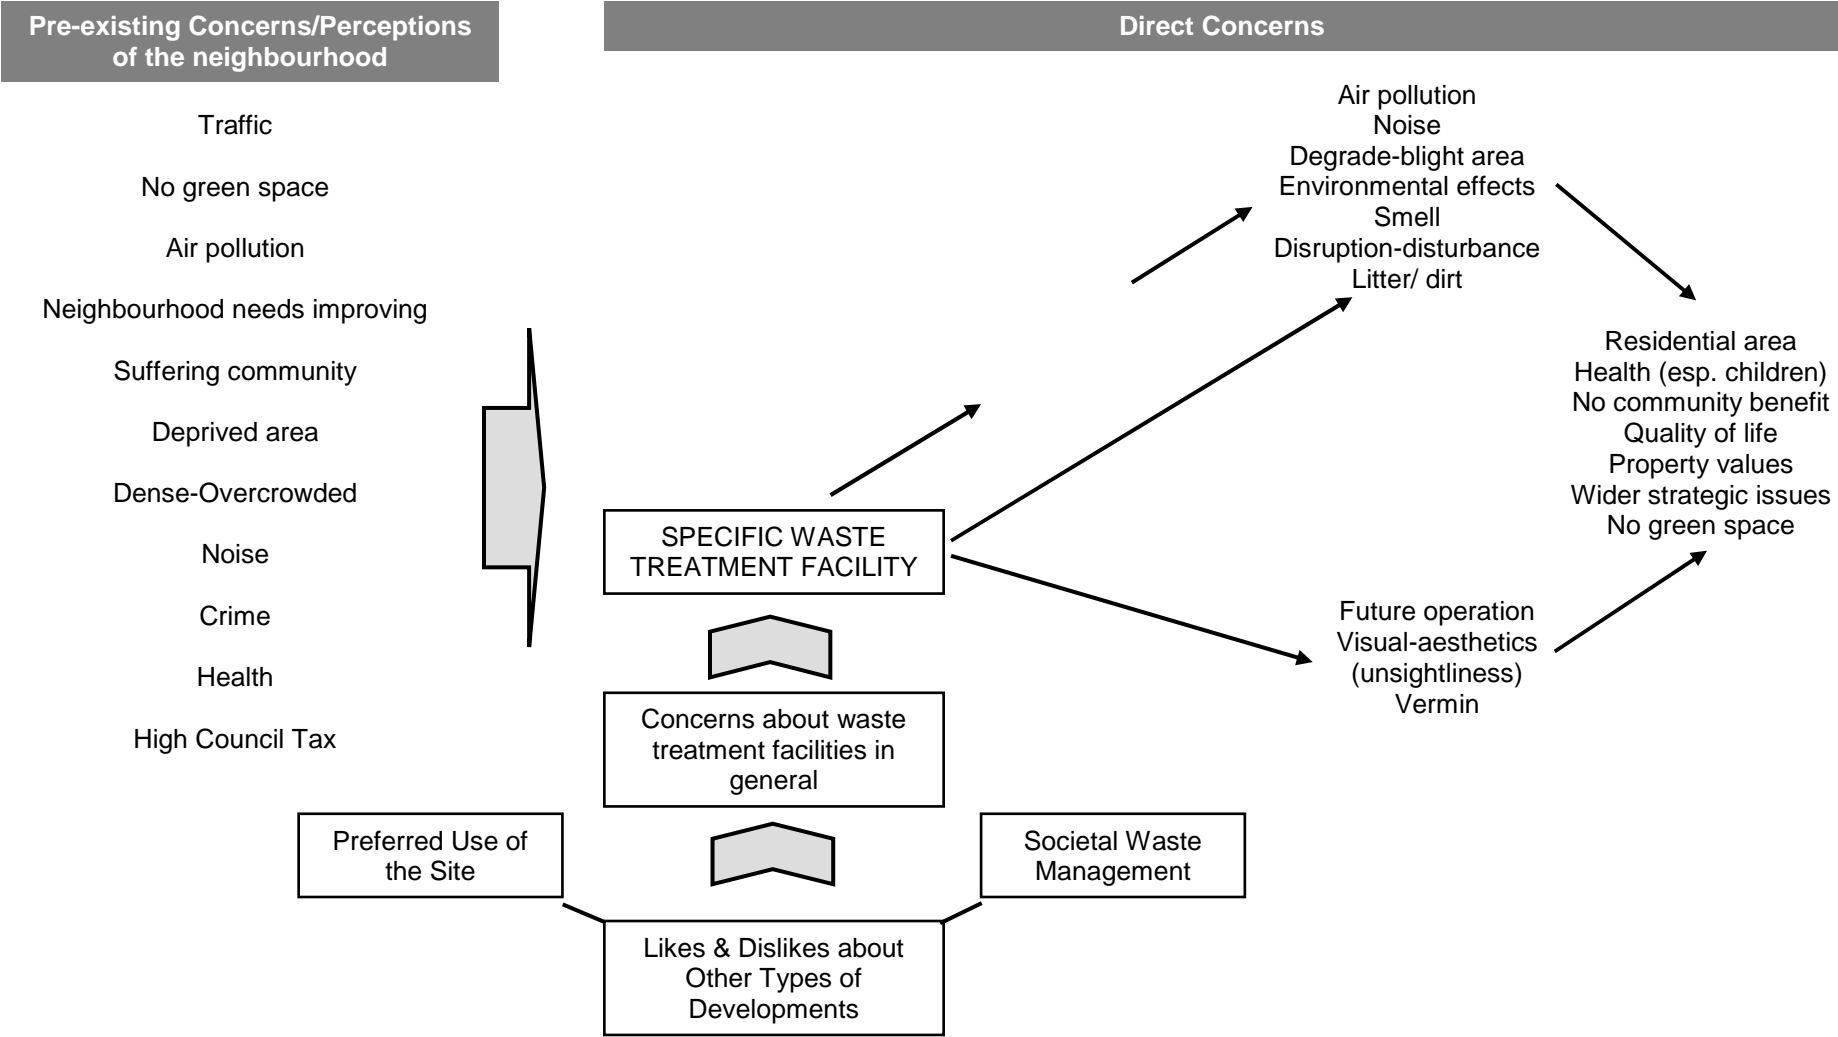 Pre-existing Concerns/Perceptions
of the neighbourhood
Traffic
No green space
Air pollution
Neighbourhood needs improving
Suffering community
Deprived area
Dense-Overcrowded
Noise
Crime
Health
High Council Tax
Direct Concerns
Air pollution
Noise
Degrade-blight area
Environmental effects
Smell
Disruption-disturbance
Litter/ dirt
Residential area
Health (esp. children)
No community benefit
Quality of life
Property values
Wider strategic issues
No green space
SPECIFIC WASTE
TREATMENT FACILITY
Future operation
Visual-aesthetics
(unsightliness)
Vermin
Concerns about waste
treatment facilities in
general
Preferred Use of
the Site
Societal Waste
Management
Likes & Dislikes about
Other Types of
Developments